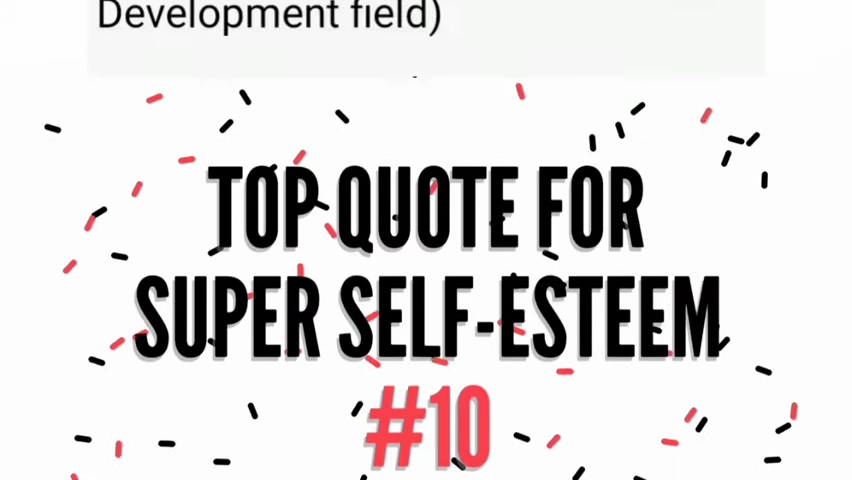 Development field)
TOP QUOTE FOR
SUPER SELF-ESTEEM
#10